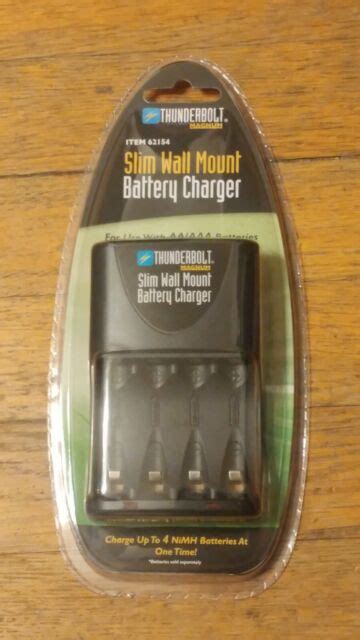 THUNDERBOLT®
MAGNUM
ITEM 62154
Slim Wall Mount
Battery Charger
For Use With AA/AAA Batteries
THUNDERBOLT®
MAGNUM
Slim Wall Mount
Battery Charger
Charge Up To 4 NiMH Batteries At
One Time!
*Batteries sold separately